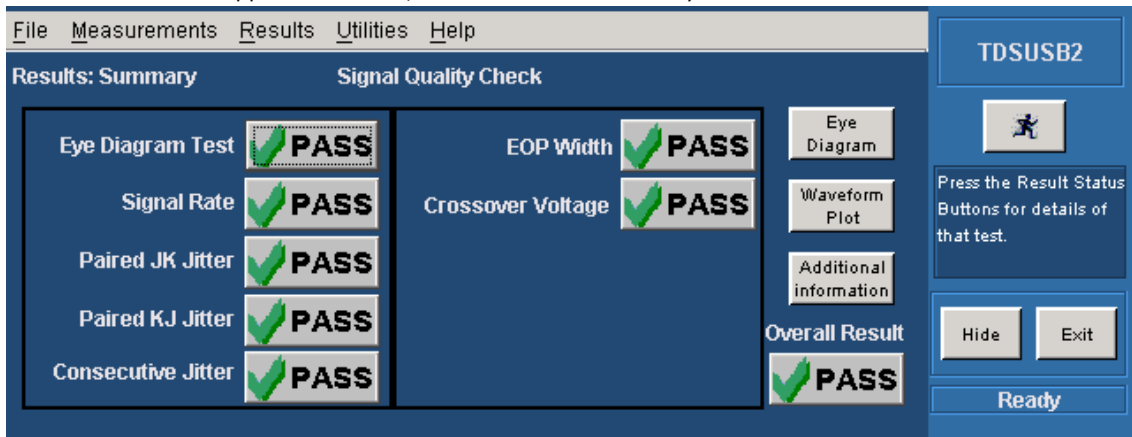 File Measurements Results Utilities Help
TDSUSB2
Results: Summary Signal Quality Check
Eye Diagram Test PASS
Signal Rate PASS
Paired JK Jitter PASS
Paired KJ Jitter PASS
Consecutive Jitter PASS
EOP Width PASS
Crossover Voltage PASS
Eye
Diagram
Waveform
Plot
Additional
information
Overall Result
PASS
Press the Result Status
Buttons for details of
that test.
Hide Exit
Ready